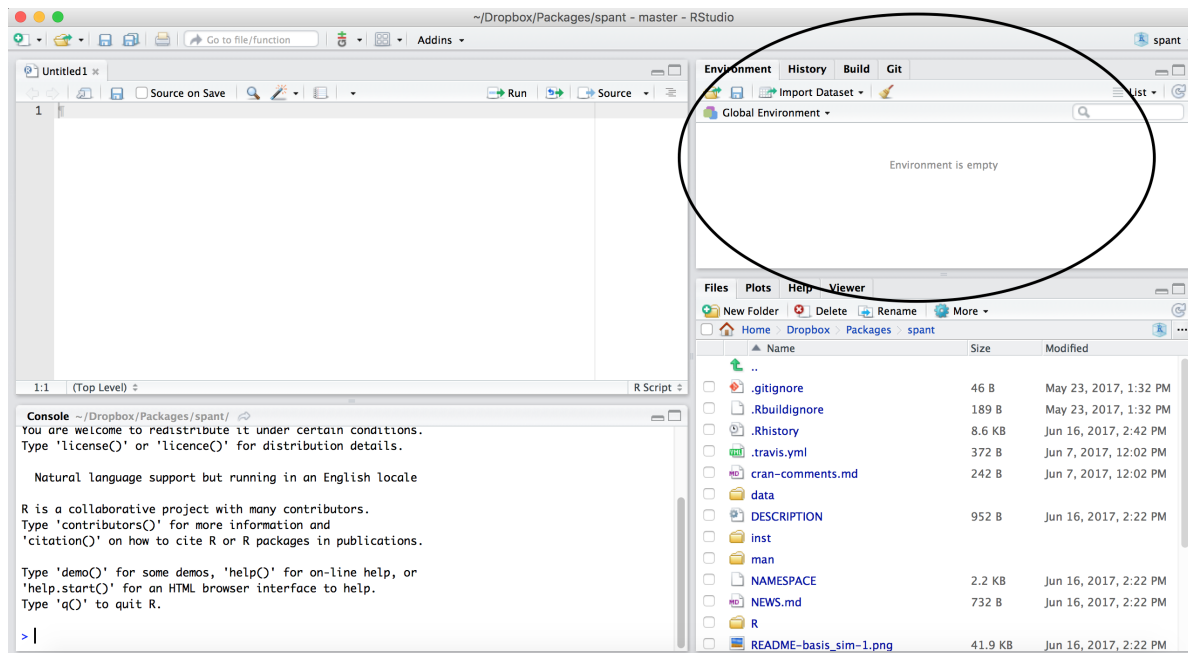 ~/Dropbox/Packages/spant - master - RStudio
Go to file/function
Addins
spant
Untitled1
Source on Save
Run
Source
1
1:1 (Top Level)
R Script
Console ~/Dropbox/Packages/spant/
You are welcome to redistribute it under certain conditions.
Type 'license()' or 'licence()' for distribution details.
Natural language support but running in an English locale
R is a collaborative project with many contributors.
Type 'contributors()' for more information and
'citation()' on how to cite R or R packages in publications.
Type 'demo()' for some demos, 'help()' for on-line help, or
'help.start()' for an HTML browser interface to help.
Type 'q()' to quit R.
>
Environment History Build Git
Import Dataset
List
Global Environment
Environment is empty
Files Plots Help Viewer
New Folder Delete Rename More
Home Dropbox Packages spant
Name Size Modified
..
.gitignore 46 B May 23, 2017, 1:32 PM
.Rbuildignore 189 B May 23, 2017, 1:32 PM
.Rhistory 8.6 KB Jun 16, 2017, 2:42 PM
.travis.yml 372 B Jun 7, 2017, 12:02 PM
cran-comments.md 242 B Jun 7, 2017, 12:02 PM
data
DESCRIPTION 952 B Jun 16, 2017, 2:22 PM
inst
man
NAMESPACE 2.2 KB Jun 16, 2017, 2:22 PM
NEWS.md 732 B Jun 16, 2017, 2:22 PM
R
README-basis_sim-1.png 41.9 KB Jun 16, 2017, 2:22 PM